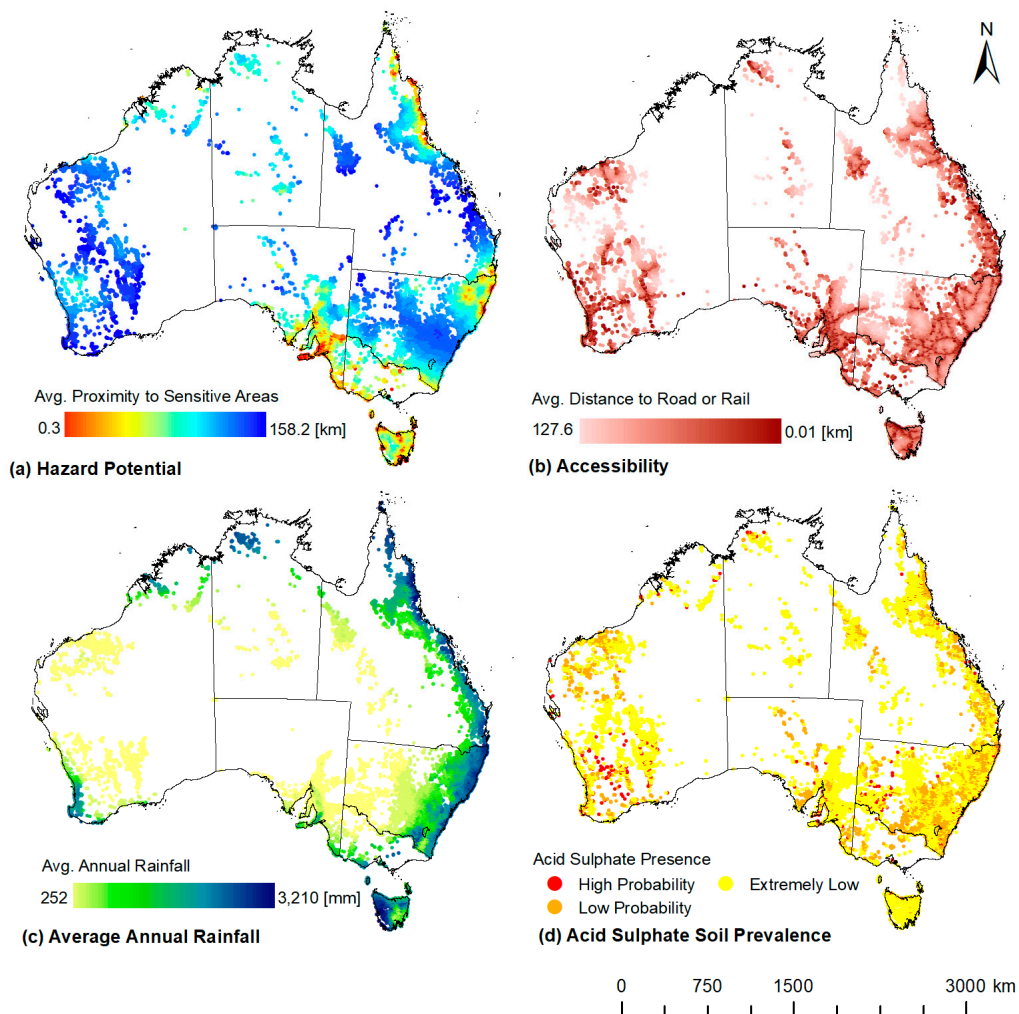 N
Avg. Proximity to Sensitive Areas
0.3 158.2 [km]
(a) Hazard Potential
Avg. Distance to Road or Rail
127.6 0.01 [km]
(b) Accessibility
Avg. Annual Rainfall
252 3,210 [mm]
(c) Average Annual Rainfall
Acid Sulphate Presence
High Probability Extremely Low
Low Probability
(d) Acid Sulphate Soil Prevalence
0 750 1500 3000 km